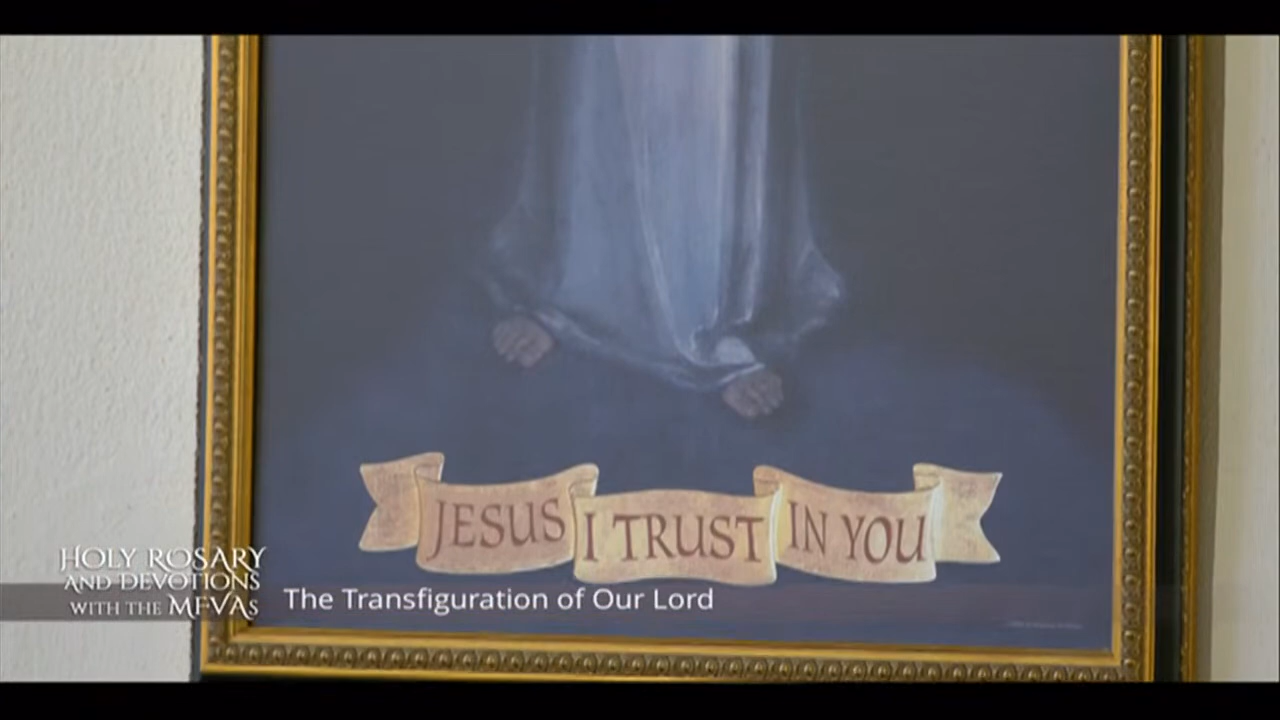 JESUS I TRUST IN YOU
HOLY ROSARY
AND DEVOTIONS
WITH THE MFVAs
The Transfiguration of Our Lord